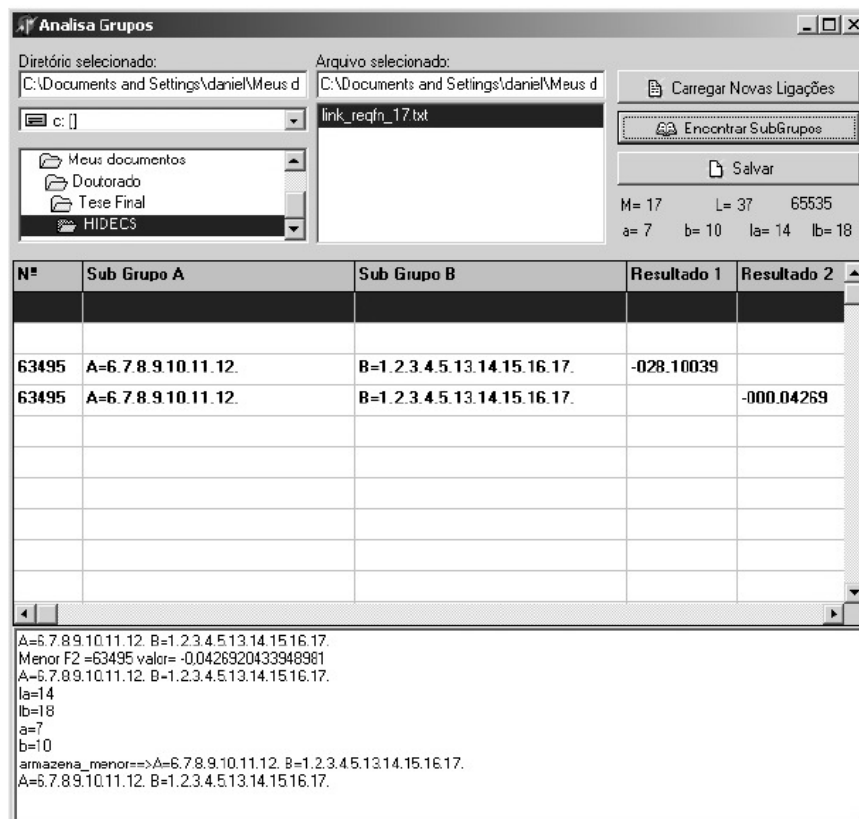 Analisa Grupos
Diretório selecionado: Arquivo selecionado:
C:\Documents and Settings\daniel\Meus d C:\Documents and Settings\daniel\Meus d
Carregar Novas Ligações
c: []
link_reqfn_17.txt
Encontrar SubGrupos
Meus documentos
Doutorado
Tese Final
HIDECS
Salvar
M= 17 L= 37 65535
a= 7 b= 10 la= 14 lb= 18
Nº Sub Grupo A Sub Grupo B Resultado 1 Resultado 2
63495 A=6.7.8.9.10.11.12. B=1.2.3.4.5.13.14.15.16.17. -028.10039
63495 A=6.7.8.9.10.11.12. B=1.2.3.4.5.13.14.15.16.17. -000.04269
A=6.7.8.9.10.11.12. B=1.2.3.4.5.13.14.15.16.17.
Menor F2 =63495 valor= -0,0426920433948981
A=6.7.8.9.10.11.12. B=1.2.3.4.5.13.14.15.16.17.
la=14
lb=18
a=7
b=10
armazena_menor==>A=6.7.8.9.10.11.12. B=1.2.3.4.5.13.14.15.16.17.
A=6.7.8.9.10.11.12. B=1.2.3.4.5.13.14.15.16.17.